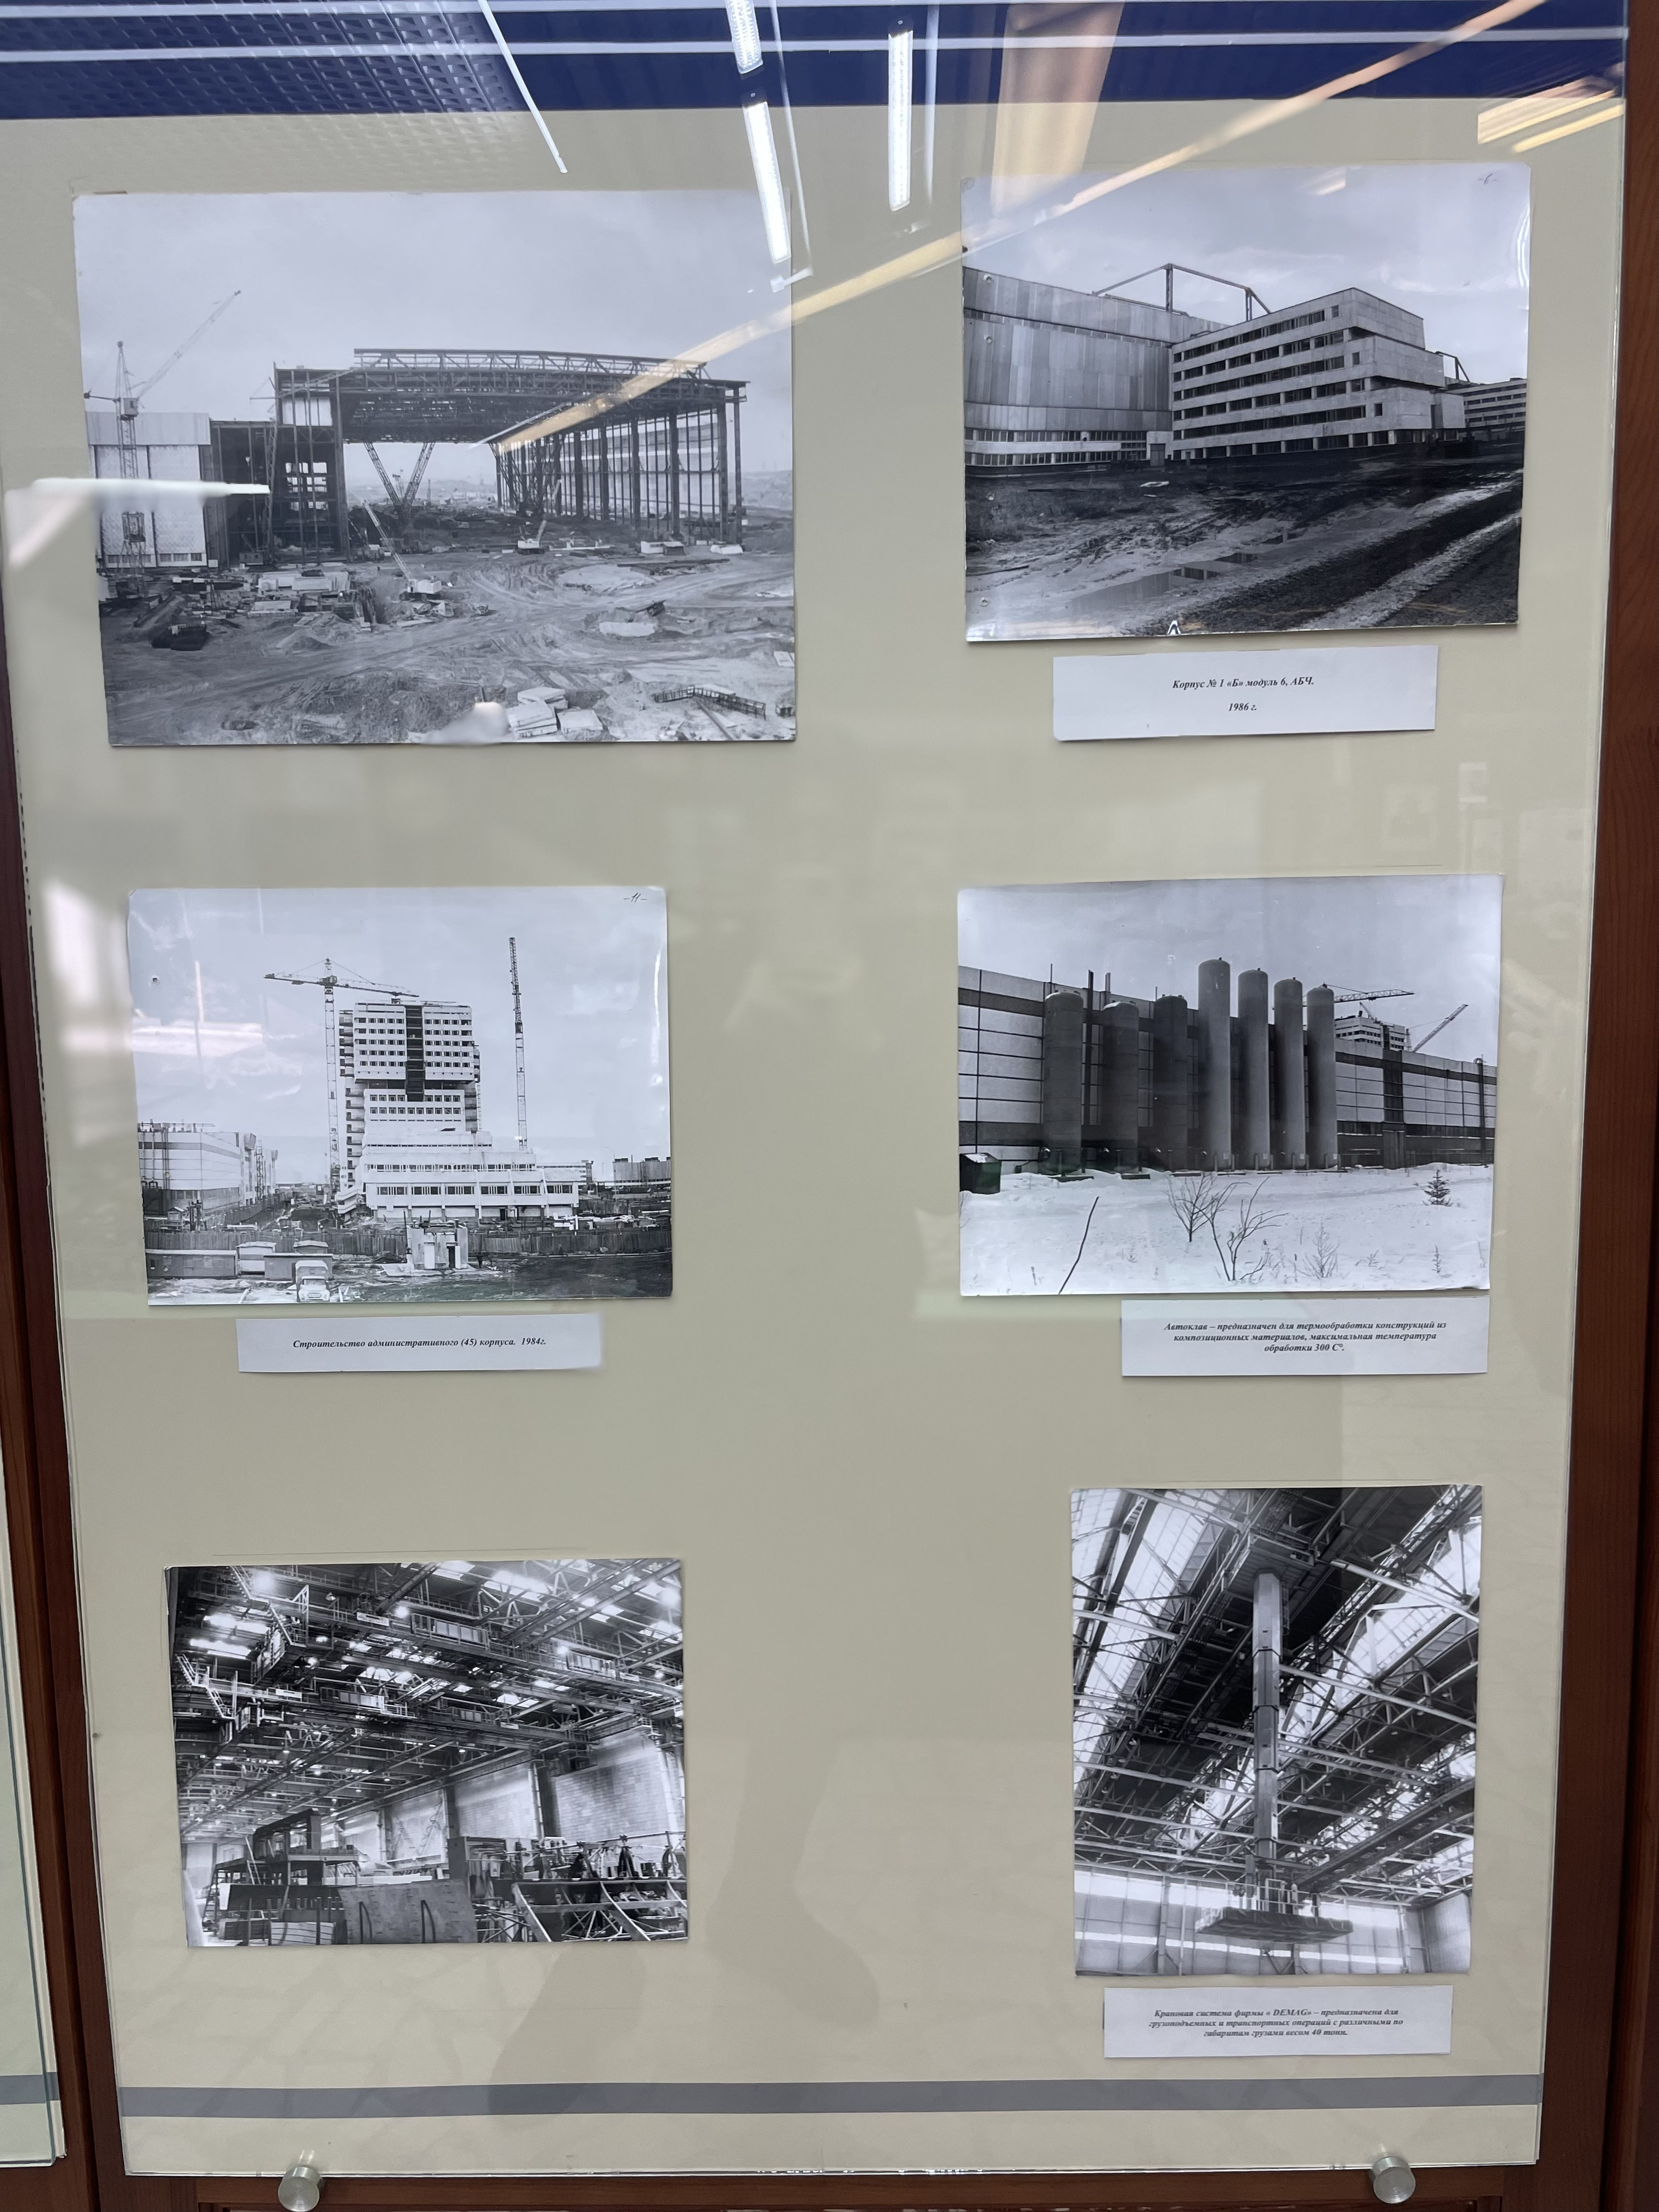 -6-
Корпус № 1 «Б» модуль 6, АБЧ.
1986 г.
-11-
Строительство административного (45) корпуса. 1984г.
Автоклав – предназначен для термообработки конструкций из
композиционных материалов, максимальная температура
обработки 300 С°.
Крановая система фирмы « DEMAG» – предназначена для
грузоподъемных и транспортных операций с различными по
габаритам грузами весом 40 тонн.